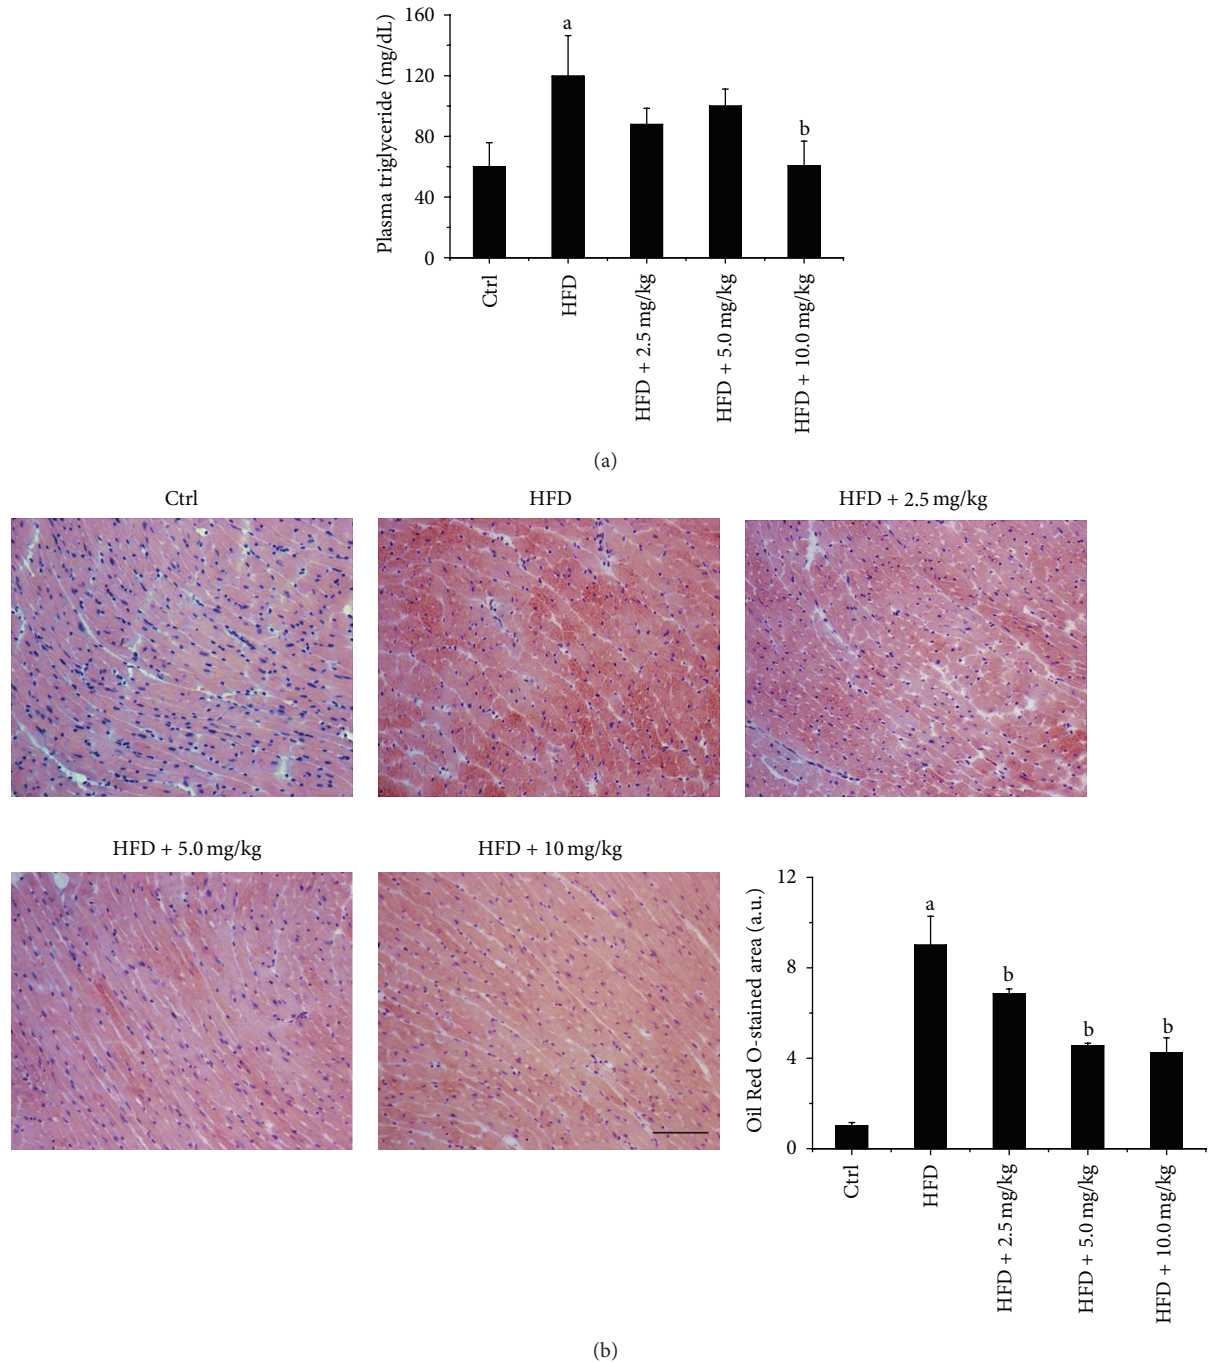 160
120
80
40
0
Plasma triglyceride (mg/dL)
a
b
Ctrl
HFD
HFD + 2.5 mg/kg
HFD + 5.0 mg/kg
HFD + 10.0 mg/kg
(a)
Ctrl
HFD
HFD + 2.5 mg/kg
HFD + 5.0 mg/kg
HFD + 10 mg/kg
12
8
4
0
Oil Red O-stained area (a.u.)
a
b
b
b
Ctrl
HFD
HFD + 2.5 mg/kg
HFD + 5.0 mg/kg
HFD + 10.0 mg/kg
(b)